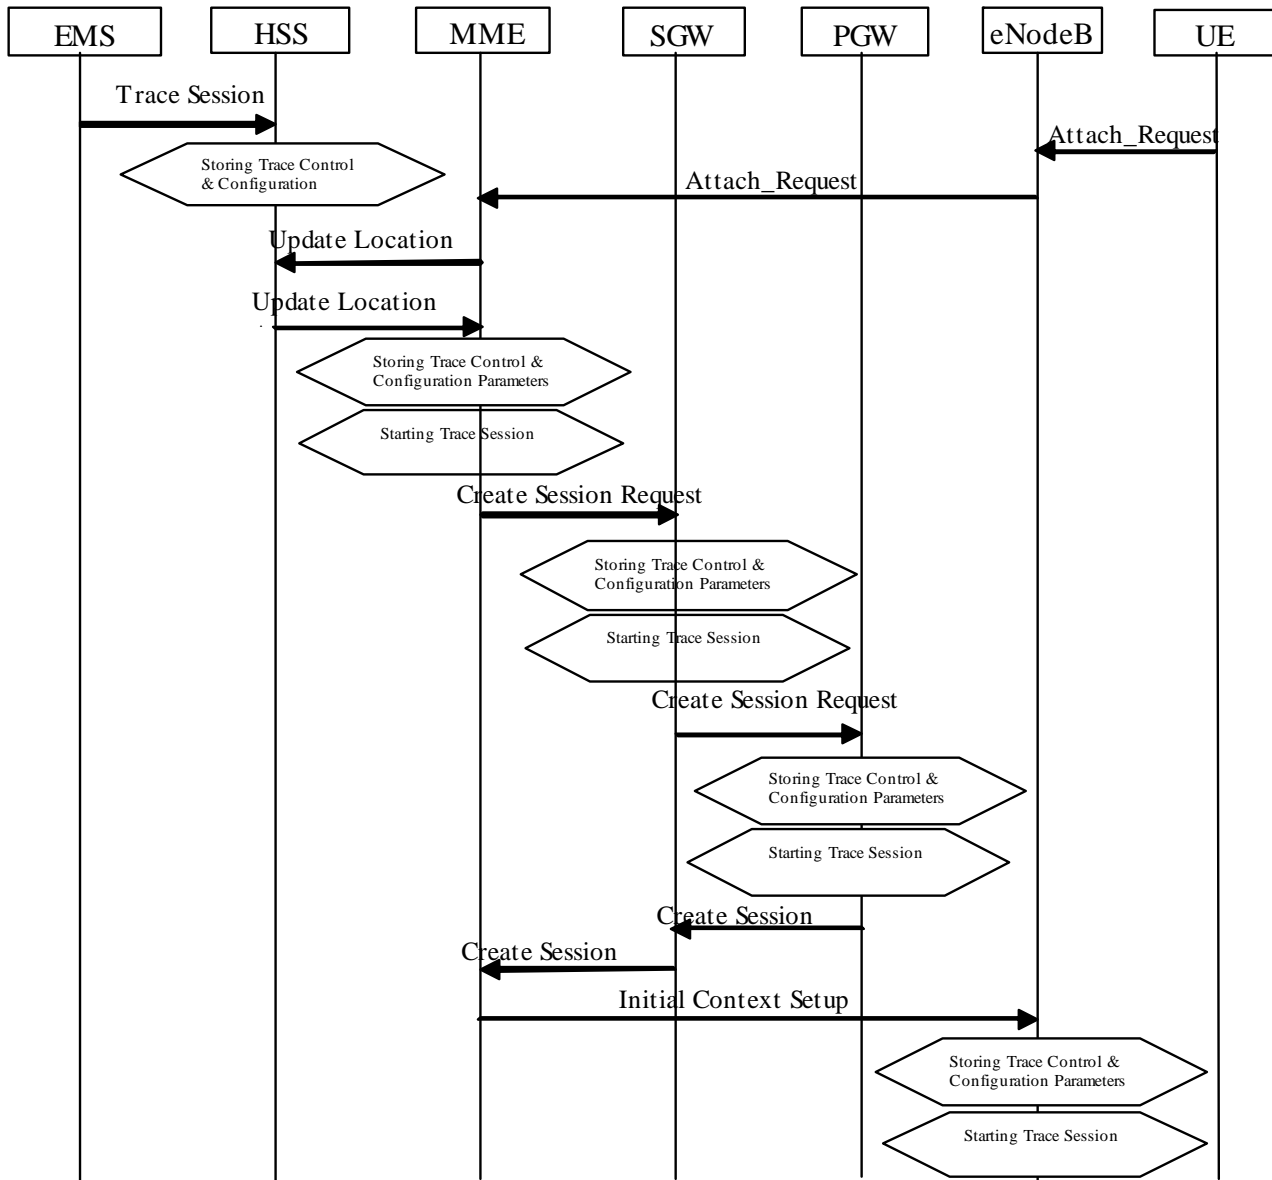 EMS
HSS
MME
SGW
PGW
eNodeB
UE
Trace Session
Attach_Request
Storing Trace Control
& Configuration
Attach_Request
Update Location
Update Location
Storing Trace Control &
Configuration Parameters
Starting Trace Session
Create Session Request
Storing Trace Control &
Configuration Parameters
Starting Trace Session
Create Session Request
Storing Trace Control &
Configuration Parameters
Starting Trace Session
Create Session
Create Session
Initial Context Setup
Storing Trace Control &
Configuration Parameters
Starting Trace Session